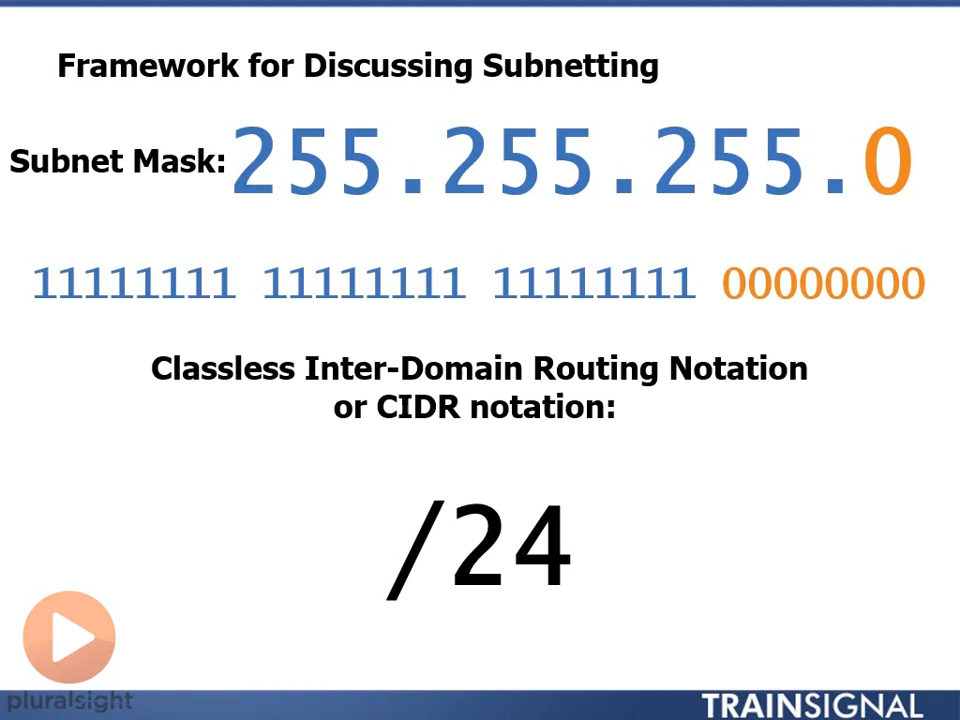 Framework for Discussing Subnetting
Subnet Mask: 255.255.255.0
11111111 11111111 11111111 00000000
Classless Inter-Domain Routing Notation
or CIDR notation:
/24
pluralsight
TRAINSIGNAL